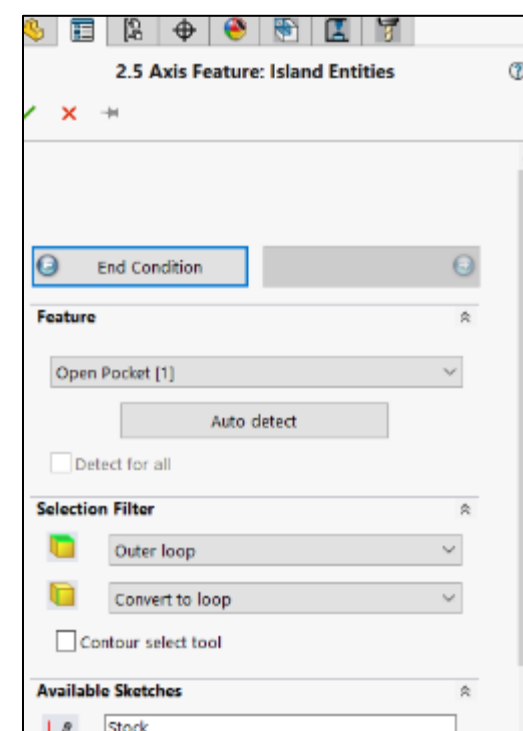 2.5 Axis Feature: Island Entities
End Condition
Feature
Open Pocket [1]
Auto detect
Detect for all
Selection Filter
Outer loop
Convert to loop
Contour select tool
Available Sketches
Stock